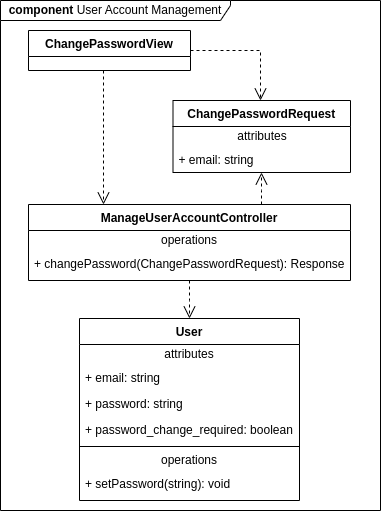 component User Account Management
ChangePasswordView
ChangePasswordRequest
attributes
+ email: string
ManageUserAccountController
operations
+ changePassword(ChangePasswordRequest): Response
User
attributes
+ email: string
+ password: string
+ password_change_required: boolean
operations
+ setPassword(string): void